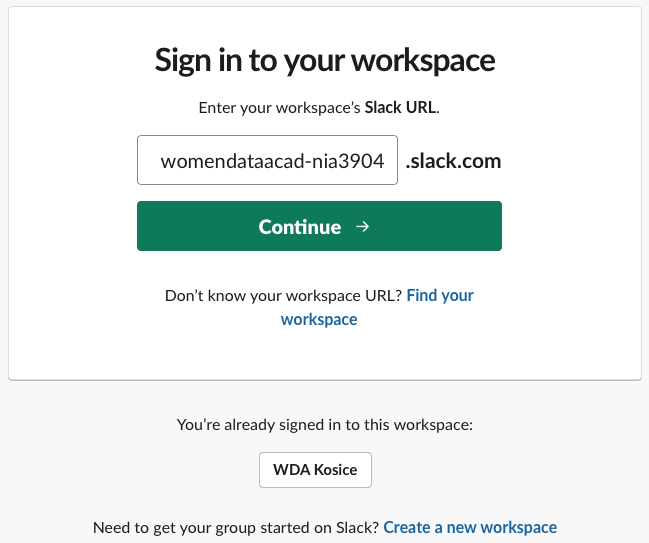 Sign in to your workspace
Enter your workspace's Slack URL.
womendataacad-nia3904 .slack.com
Continue →
Don't know your workspace URL? Find your
workspace
You're already signed in to this workspace:
WDA Kosice
Need to get your group started on Slack? Create a new workspace